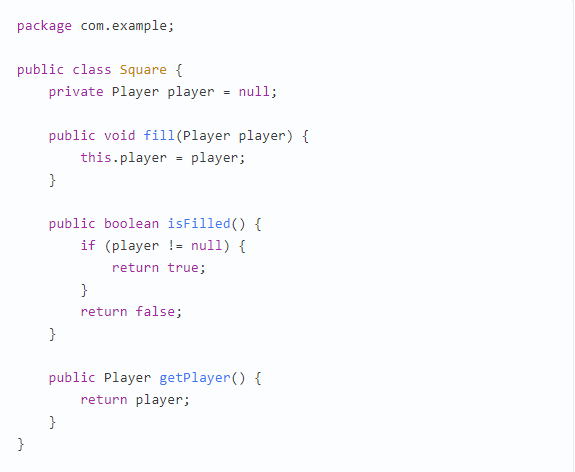 package com.example;

public class Square {
    private Player player = null;

    public void fill(Player player) {
        this.player = player;
    }

    public boolean isFilled() {
        if (player != null) {
            return true;
        }
        return false;
    }

    public Player getPlayer() {
        return player;
    }
}